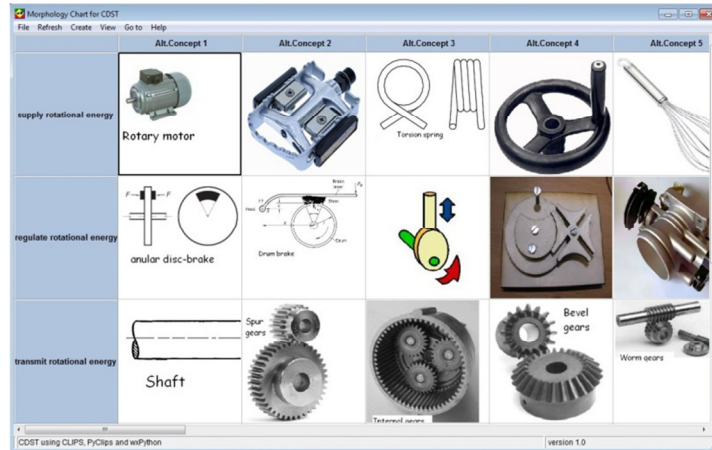 Morphology Chart for CDST
File Refresh Create View Go to Help
Alt.Concept 1 Alt.Concept 2 Alt.Concept 3 Alt.Concept 4 Alt.Concept 5
supply rotational energy
Rotary motor
Torsion spring
regulate rotational energy
anular disc-brake
Drum brake
transmit rotational energy
Shaft
Spur
gears
Internal gears
Bevel
gears
Worm gears
CDST using CLIPS, PyClips and wxPython version 1.0